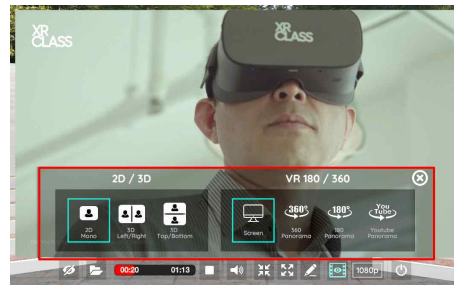 XR
CLASS
XR
CLASS
2D / 3D
VR 180 / 360
2D
Mono
3D
Left/Right
3D
Top/Bottom
Screen
360°
360
Panorama
180°
180
Panorama
You
Tube
Youtube
Panorama
00:20
01:13
1080p